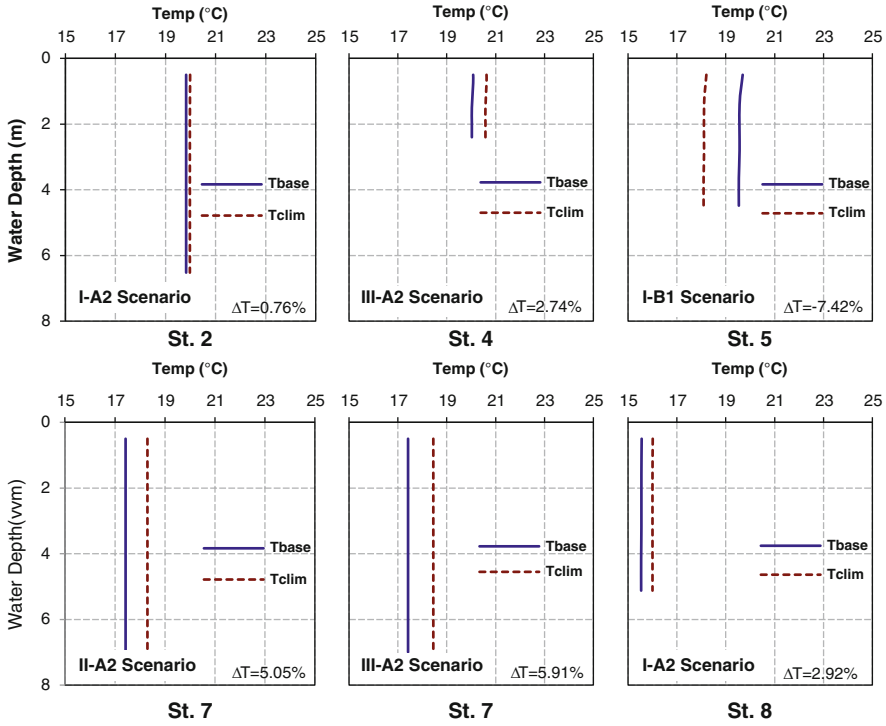 Temp (°C) Temp (°C) Temp (°C)
15 17 19 21 23 25 15 17 19 21 23 25 15 17 19 21 23 25
0
2
4
6
8
Water Depth (m)
Tbase
Tclim
I-A2 Scenario
ΔT=0.76%
St. 2
Tbase
Tclim
III-A2 Scenario
ΔT=2.74%
St. 4
Tbase
Tclim
I-B1 Scenario
ΔT=-7.42%
St. 5
Temp (°C) Temp (°C) Temp (°C)
15 17 19 21 23 25 15 17 19 21 23 25 15 17 19 21 23 25
0
2
4
6
8
Water Depth(vvm)
Tbase
Tclim
II-A2 Scenario
ΔT=5.05%
St. 7
Tbase
Tclim
III-A2 Scenario
ΔT=5.91%
St. 7
Tbase
Tclim
I-A2 Scenario
ΔT=2.92%
St. 8